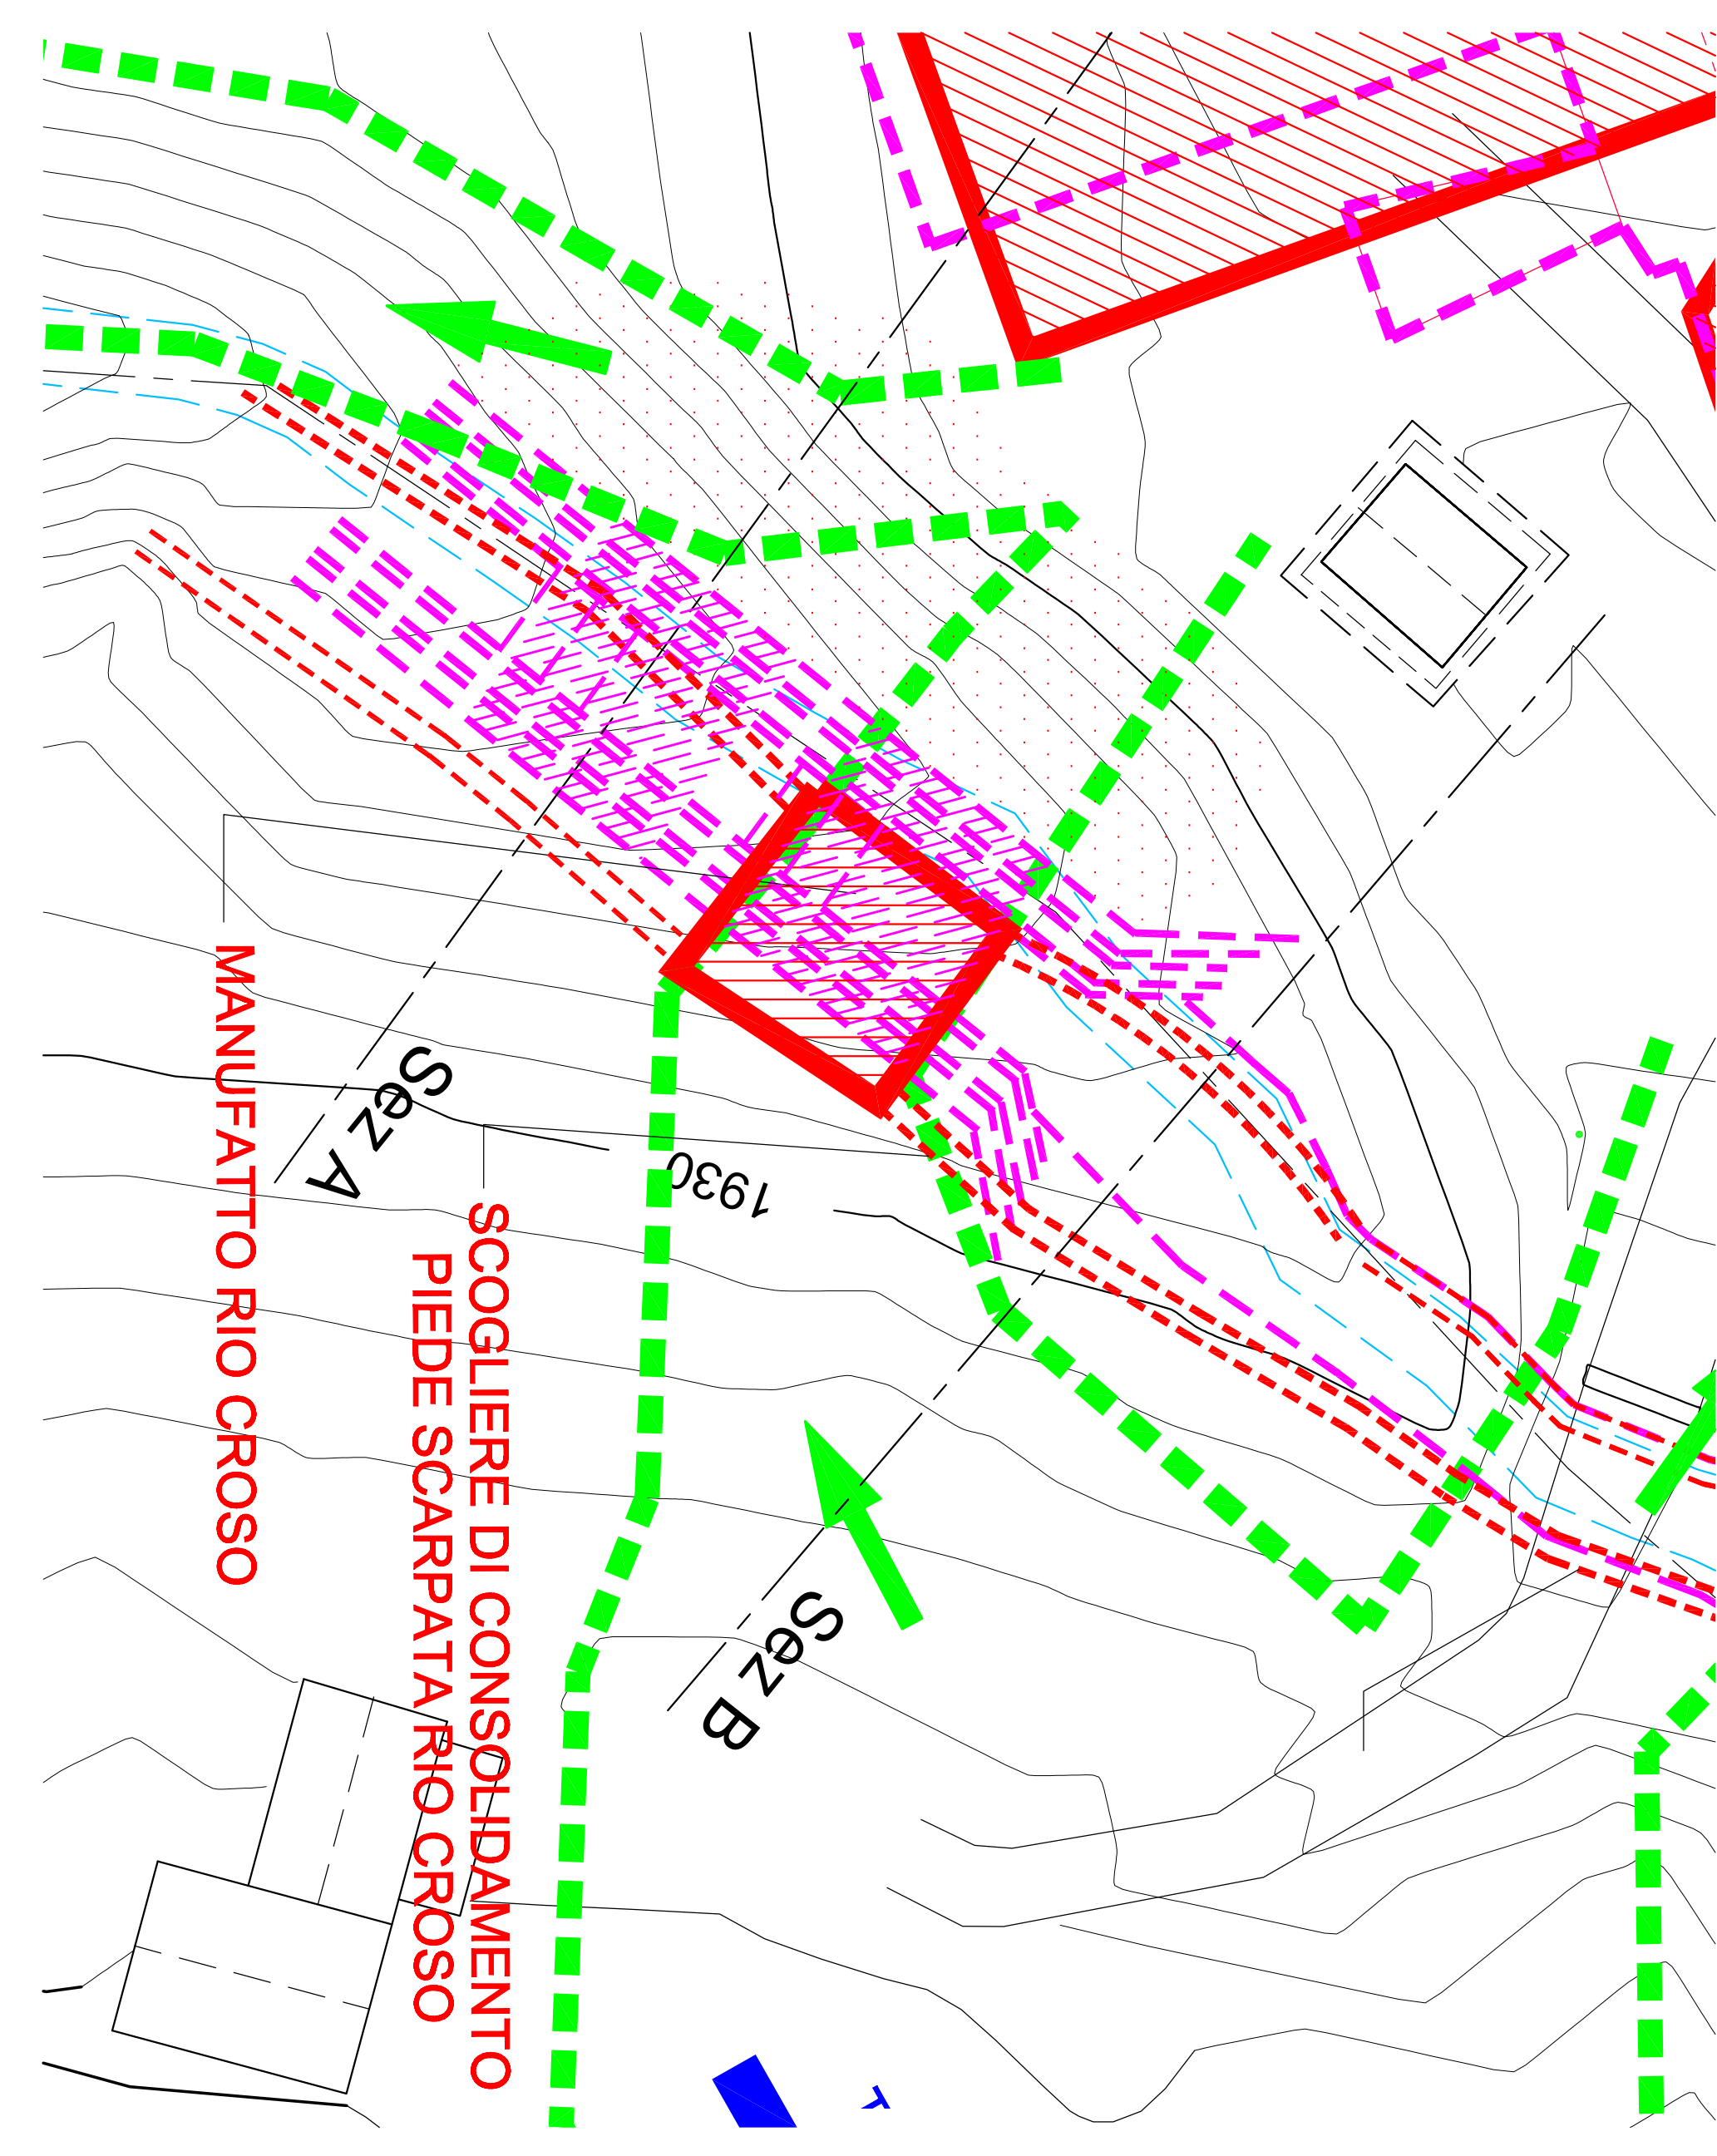 MANUFATTO RIO CROSO
SCOGLIERE DI CONSOLIDAMENTO
PIEDE SCARPATA RIO CROSO
Sez A
1930
Sez B